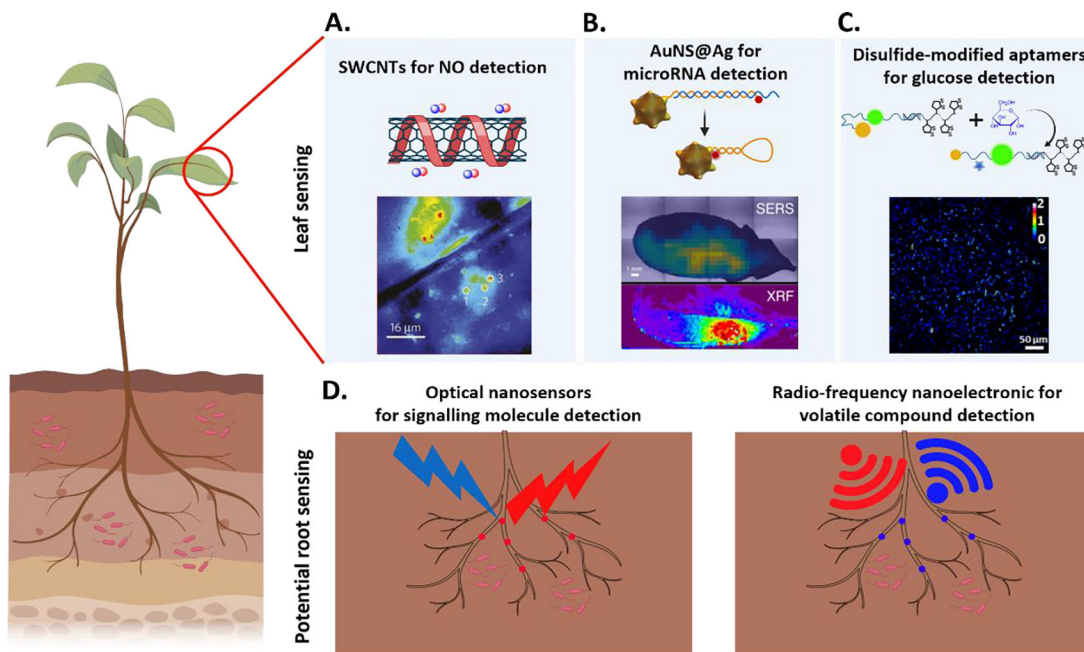 A.
SWCNTs for NO detection
1
2
3
16 µm
B.
AuNS@Ag for
microRNA detection
SERS
1 mm
XRF
C.
Disulfide-modified aptamers
for glucose detection
+
2
1
0
50 µm
Leaf sensing
D.
Optical nanosensors
for signalling molecule detection
Radio-frequency nanoelectronic for
volatile compound detection
Potential root sensing